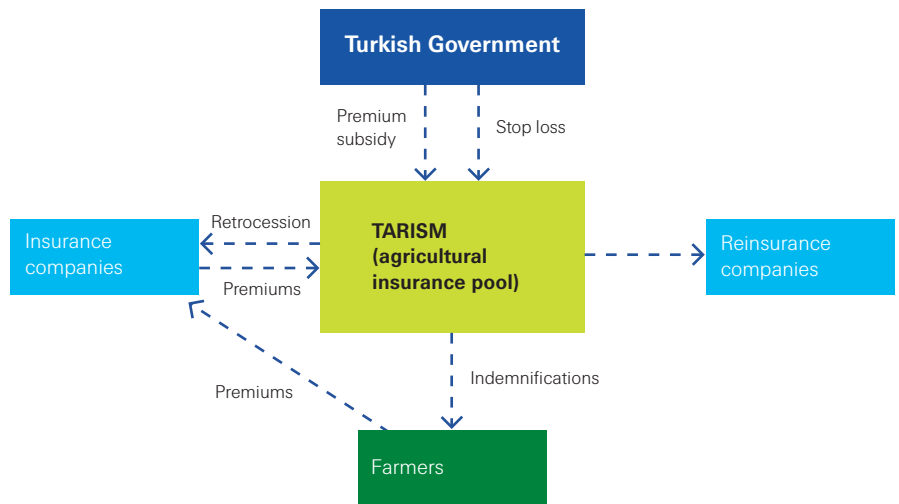 Turkish Government
Premium
subsidy
Stop loss
Retrocession
Insurance
companies
Premiums
TARISM
(agricultural
insurance pool)
Reinsurance
companies
Premiums
Indemnifications
Farmers